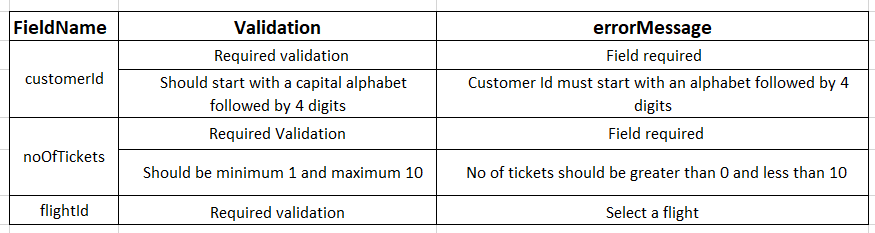 FieldName Validation errorMessage
customerId
Required validation Field required
Should start with a capital alphabet
followed by 4 digits
Customer Id must start with an alphabet followed by 4
digits
noOfTickets
Required Validation Field required
Should be minimum 1 and maximum 10 No of tickets should be greater than 0 and less than 10
flightId Required validation Select a flight